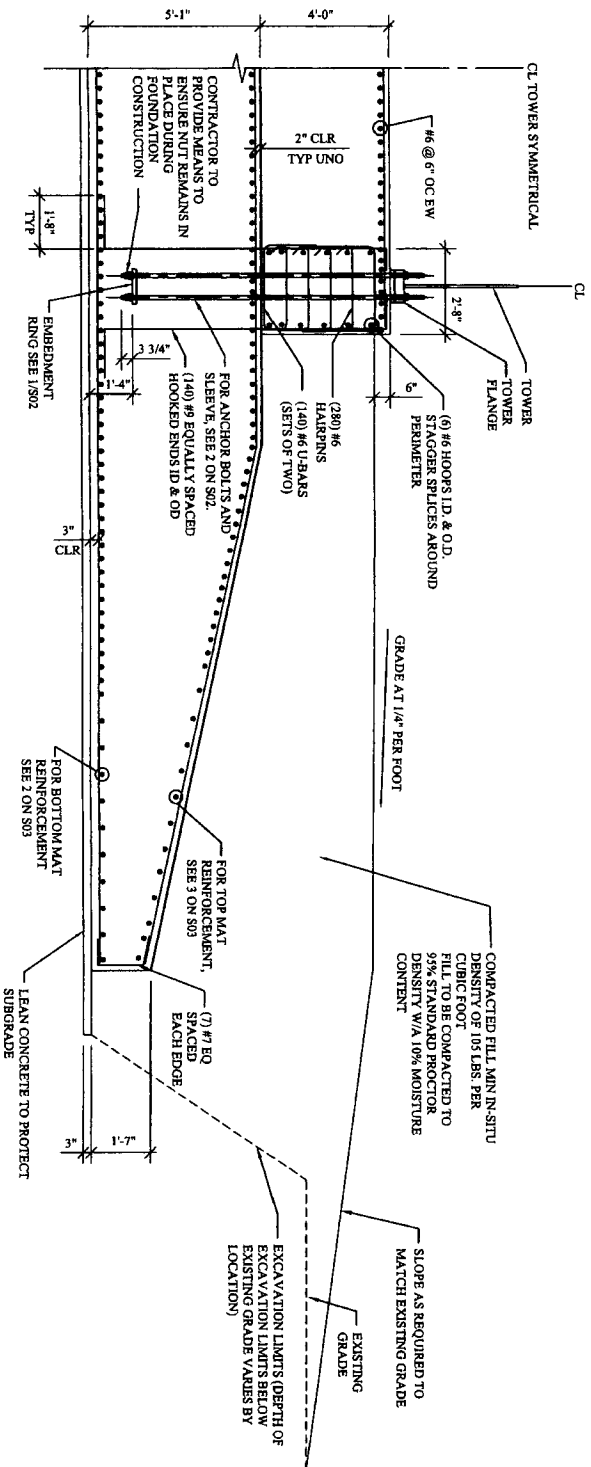 CL TOWER SYMMETRICAL
CL
TOWER
TOWER
FLANGE
5'-1"
4'-0"
#6 @ 6" OC EW
2'-8"
6"
(6) #6 HOOPS I.D. & O.D.
STAGGER SPLICES AROUND
PERIMETER
2" CLR
TYP UNO
(280) #6
HAIRPINS
(140) #6 U-BARS
(SETS OF TWO)
CONTRACTOR TO
PROVIDE MEANS TO
ENSURE NUT REMAINS IN
PLACE DURING
FOUNDATION
CONSTRUCTION
FOR ANCHOR BOLTS AND
SLEEVE, SEE 2 ON S02.
(140) #9 EQUALLY SPACED
HOOKED ENDS ID & OD
1'-8"
TYP
3 3/4"
1'-4"
EMBEDMENT
RING SEE 1/S02
3"
CLR
GRADE AT 1/4" PER FOOT
COMPACTED FILL MIN IN-SITU
DENSITY OF 105 LBS. PER
CUBIC FOOT
FILL TO BE COMPACTED TO
95% STANDARD PROCTOR
DENSITY W/A 10% MOISTURE
CONTENT
SLOPE AS REQUIRED TO
MATCH EXISTING GRADE
EXISTING
GRADE
EXCAVATION LIMITS (DEPTH OF
EXCAVATION LIMITS BELOW
EXISTING GRADE VARIES BY
LOCATION)
FOR TOP MAT
REINFORCEMENT,
SEE 3 ON S03
(7) #7 EQ
SPACED
EACH EDGE
FOR BOTTOM MAT
REINFORCEMENT
SEE 2 ON S03
1'-7"
3"
LEAN CONCRETE TO PROTECT
SUBGRADE